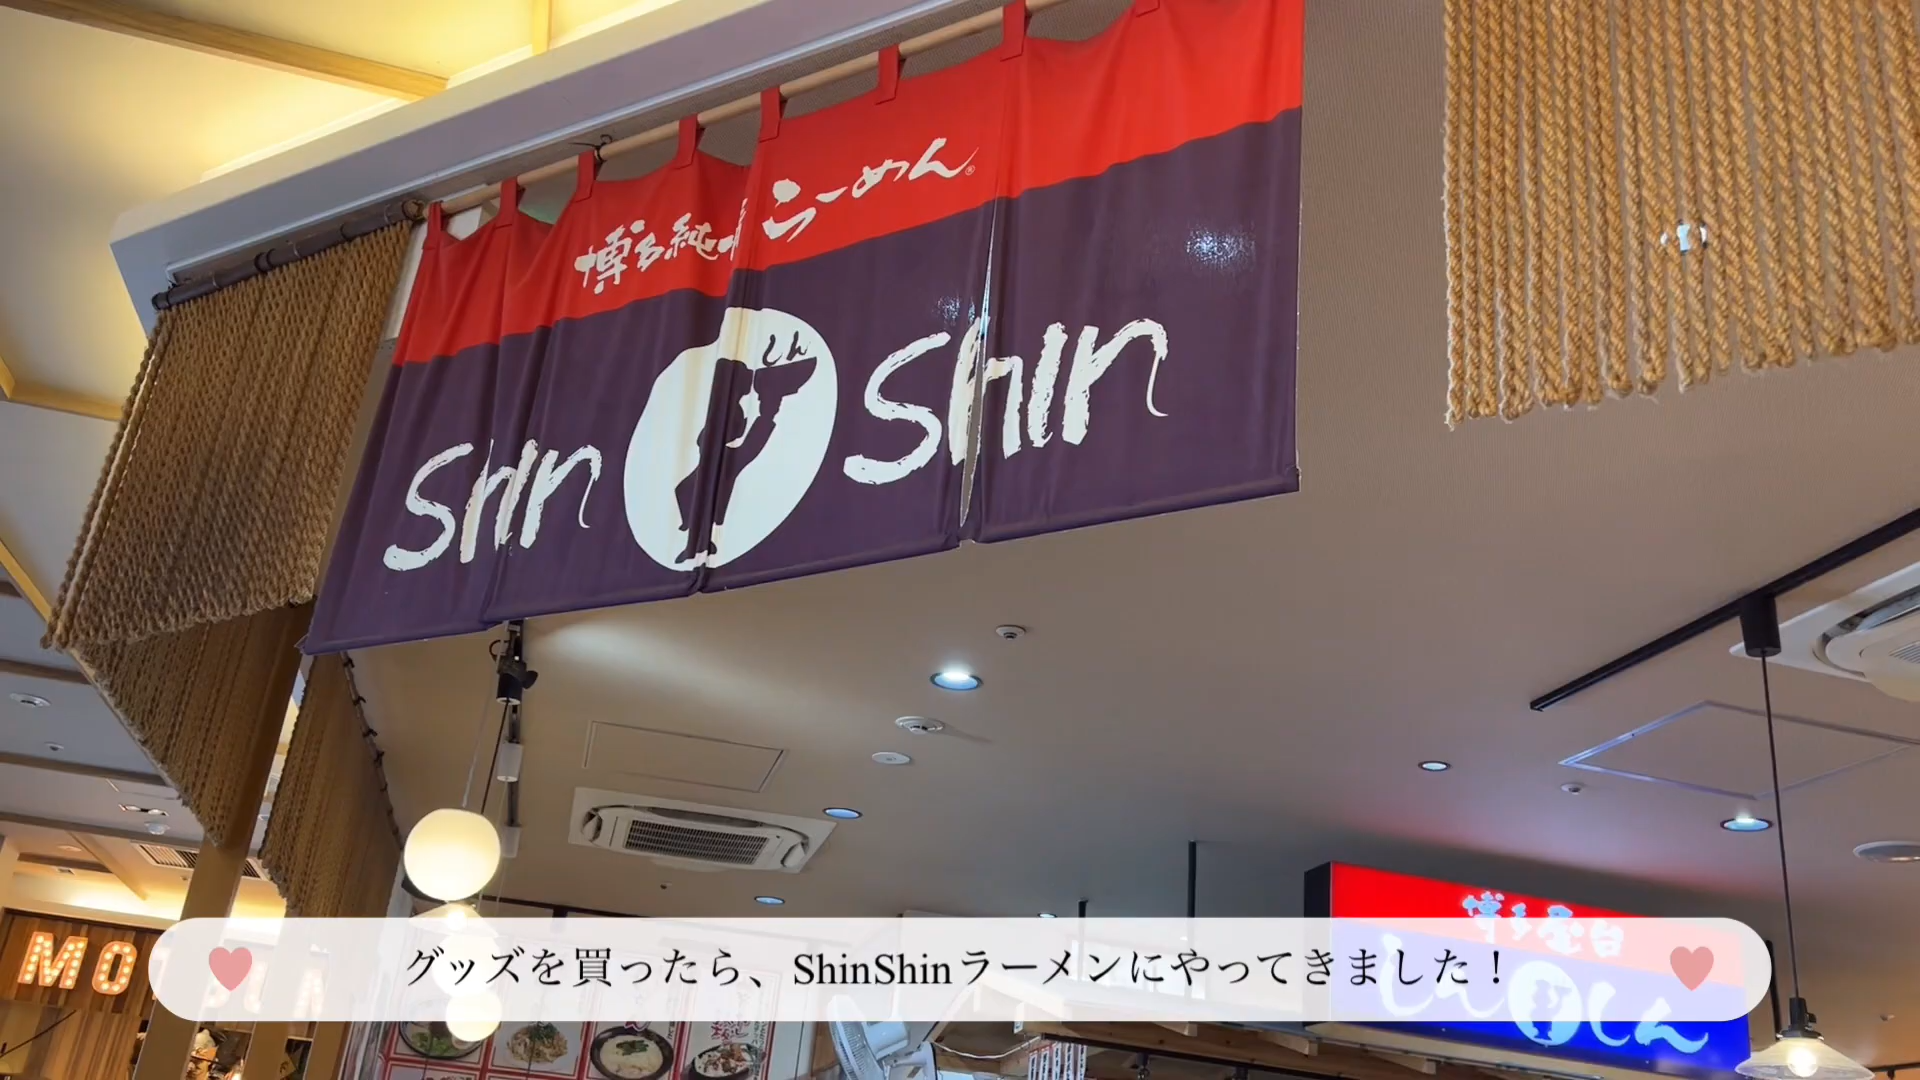 博多純情らーめん®
Shin しん Shin
博多屋台
しんしん
グッズを買ったら、ShinShinラーメンにやってきました！